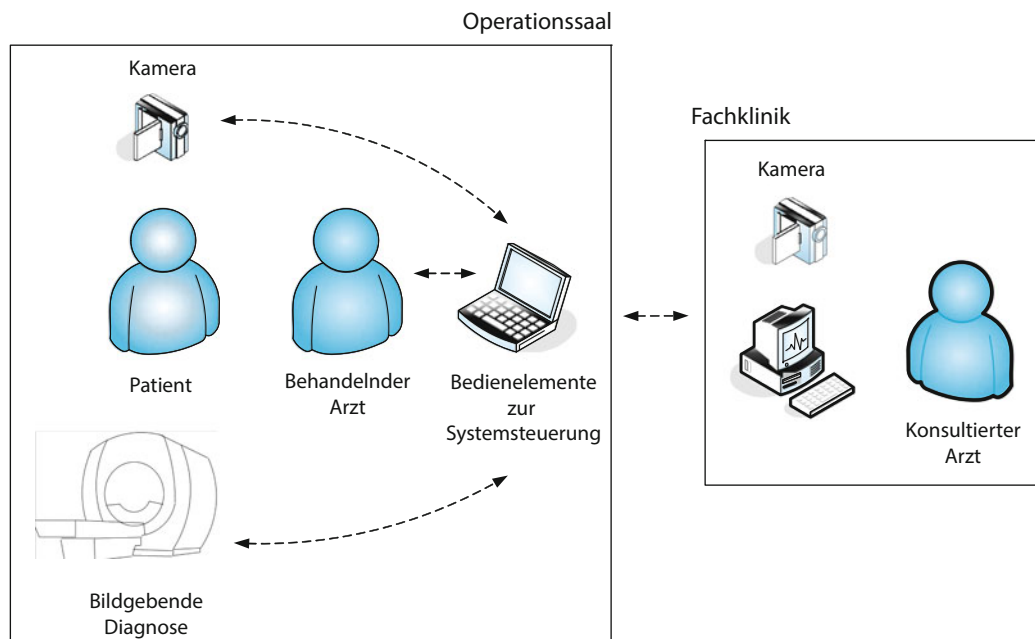 Operationssaal
Kamera
Patient
Behandelnder
Arzt
Bedienelemente
zur
Systemsteuerung
Bildgebende
Diagnose
Fachklinik
Kamera
Konsultierter
Arzt